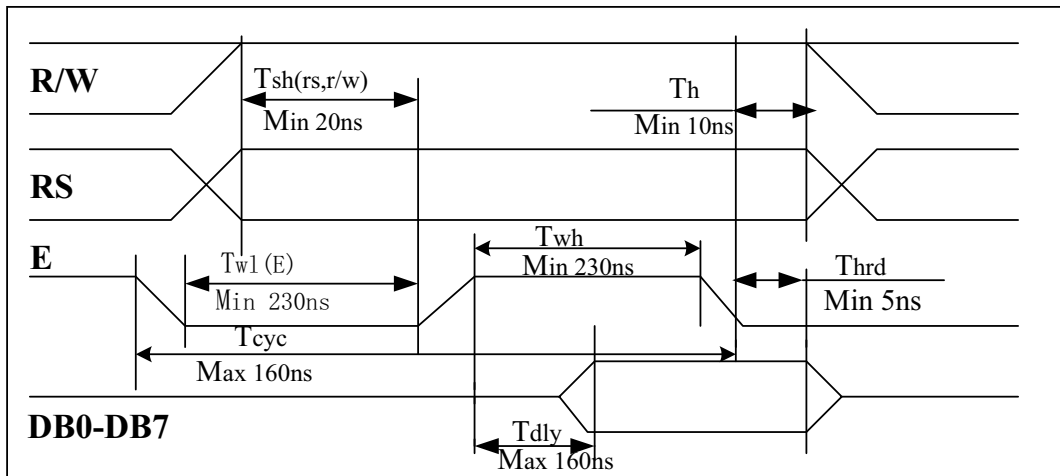 R/W
Tsh(rs,r/w)
Min 20ns
Th
Min 10ns
RS
E
Twl(E)
Min 230ns
Twh
Min 230ns
Thrd
Min 5ns
Tcyc
Max 160ns
DB0-DB7
Tdly
Max 160ns